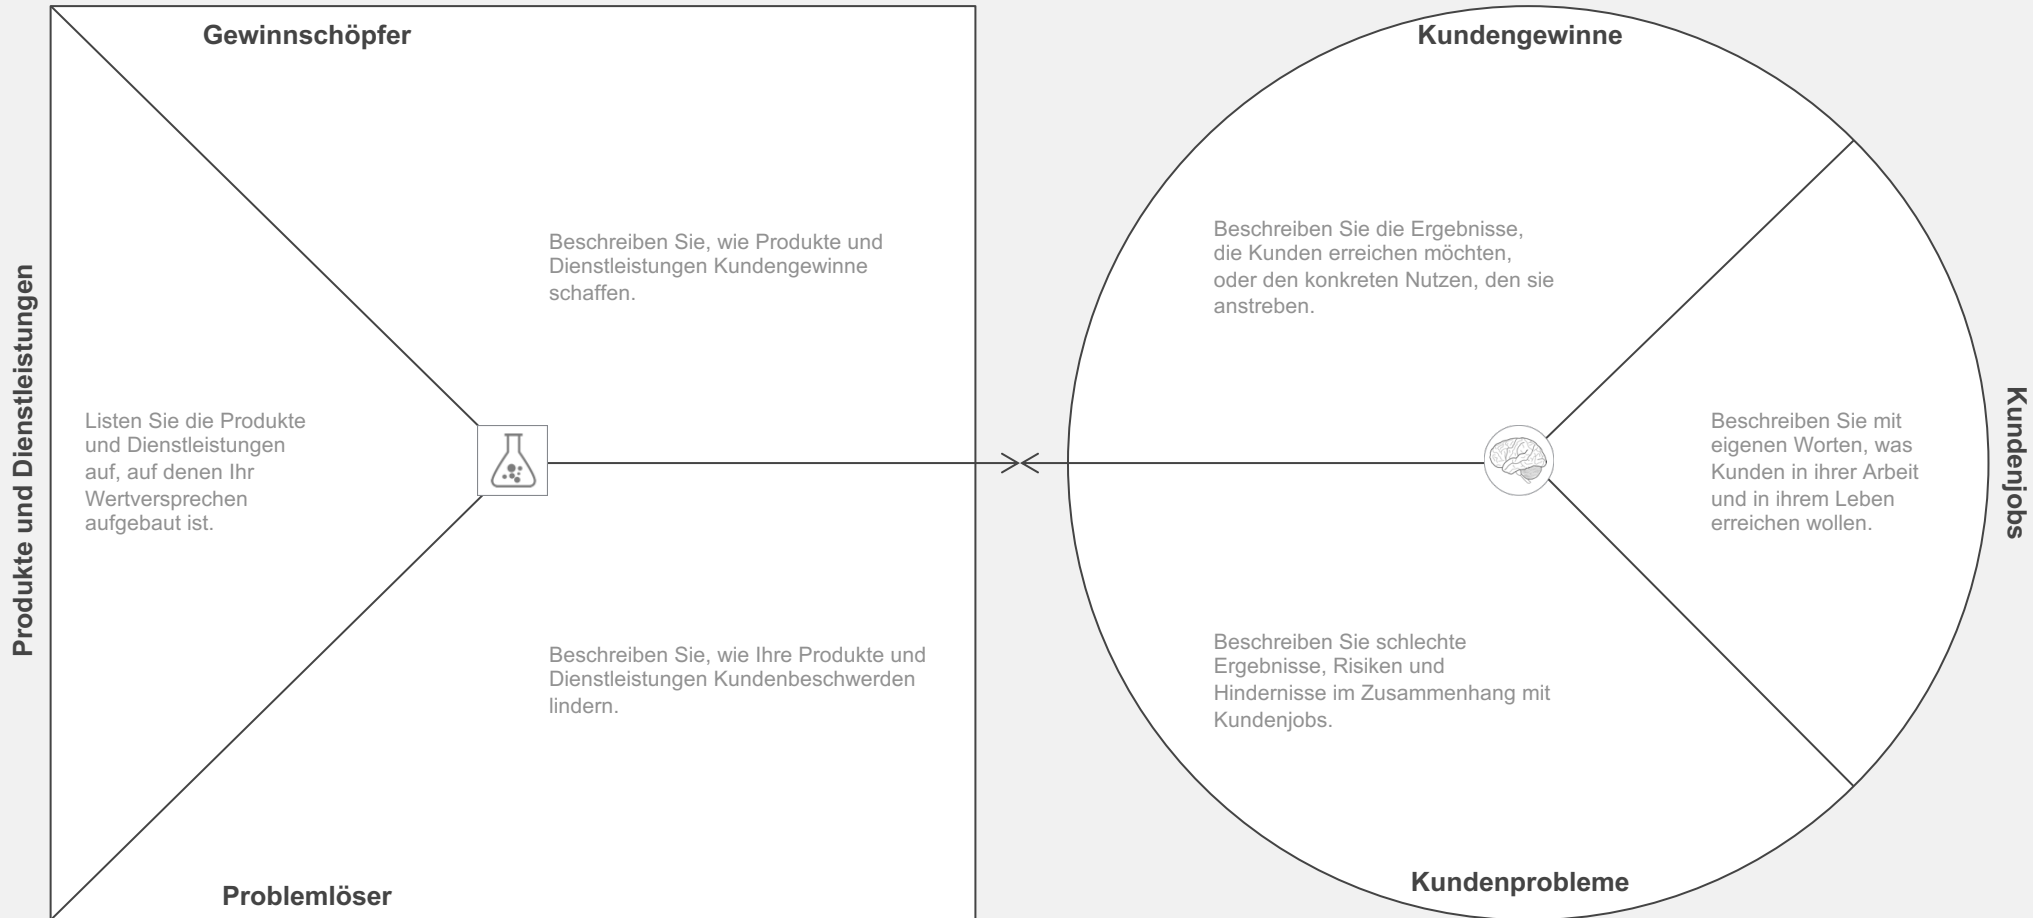 Gewinnschöpfer
Beschreiben Sie, wie Produkte und
Dienstleistungen Kundengewinne
schaffen.
Produkte und Dienstleistungen
Listen Sie die Produkte
und Dienstleistungen
auf, auf denen Ihr
Wertversprechen
aufgebaut ist.
Beschreiben Sie, wie Ihre Produkte und
Dienstleistungen Kundenbeschwerden
lindern.
Problemlöser
Kundengewinne
Beschreiben Sie die Ergebnisse,
die Kunden erreichen möchten,
oder den konkreten Nutzen, den sie
anstreben.
Beschreiben Sie mit
eigenen Worten, was
Kunden in ihrer Arbeit
und in ihrem Leben
erreichen wollen.
Kundenjobs
Beschreiben Sie schlechte
Ergebnisse, Risiken und
Hindernisse im Zusammenhang mit
Kundenjobs.
Kundenprobleme